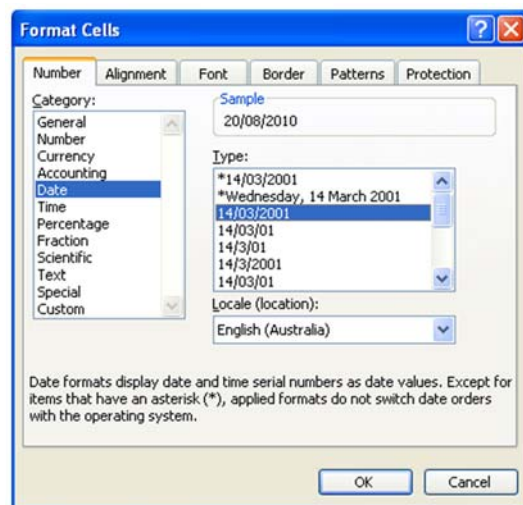 Format Cells
Number Alignment Font Border Patterns Protection
Category:
General
Number
Currency
Accounting
Date
Time
Percentage
Fraction
Scientific
Text
Special
Custom
Sample
20/08/2010
Type:
*14/03/2001
*Wednesday, 14 March 2001
14/03/2001
14/03/01
14/3/01
14/3/2001
14/03/01
Locale (location):
English (Australia)
Date formats display date and time serial numbers as date values. Except for
items that have an asterisk (*), applied formats do not switch date orders
with the operating system.
OK Cancel